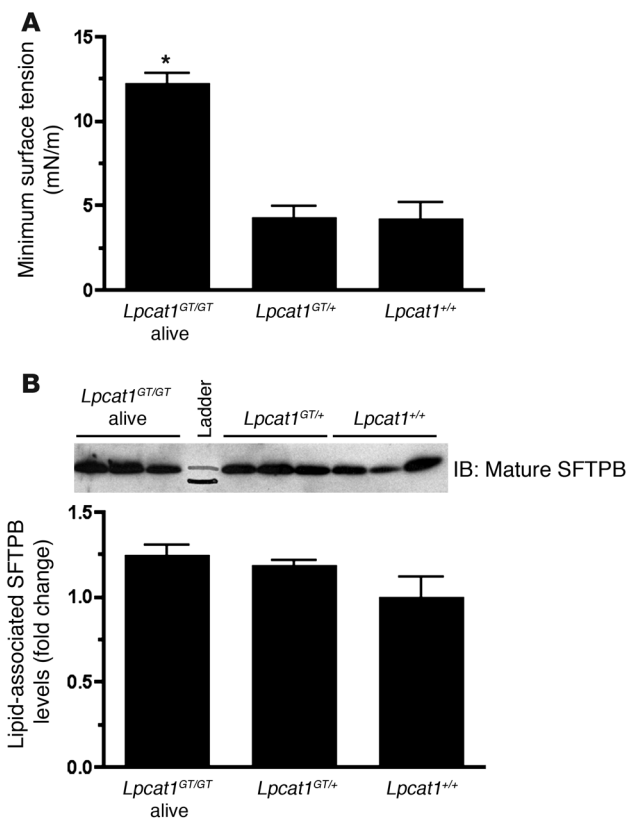 A
Minimum surface tension
(mN/m)
15
10
5
0
*
Lpcat1GT/GT
alive
Lpcat1GT/+
Lpcat1+/+
B
Lpcat1GT/GT
alive
Ladder
Lpcat1GT/+
Lpcat1+/+
IB: Mature SFTPB
Lipid-associated SFTPB
levels (fold change)
1.5
1.0
0.5
0.0
Lpcat1GT/GT
alive
Lpcat1GT/+
Lpcat1+/+